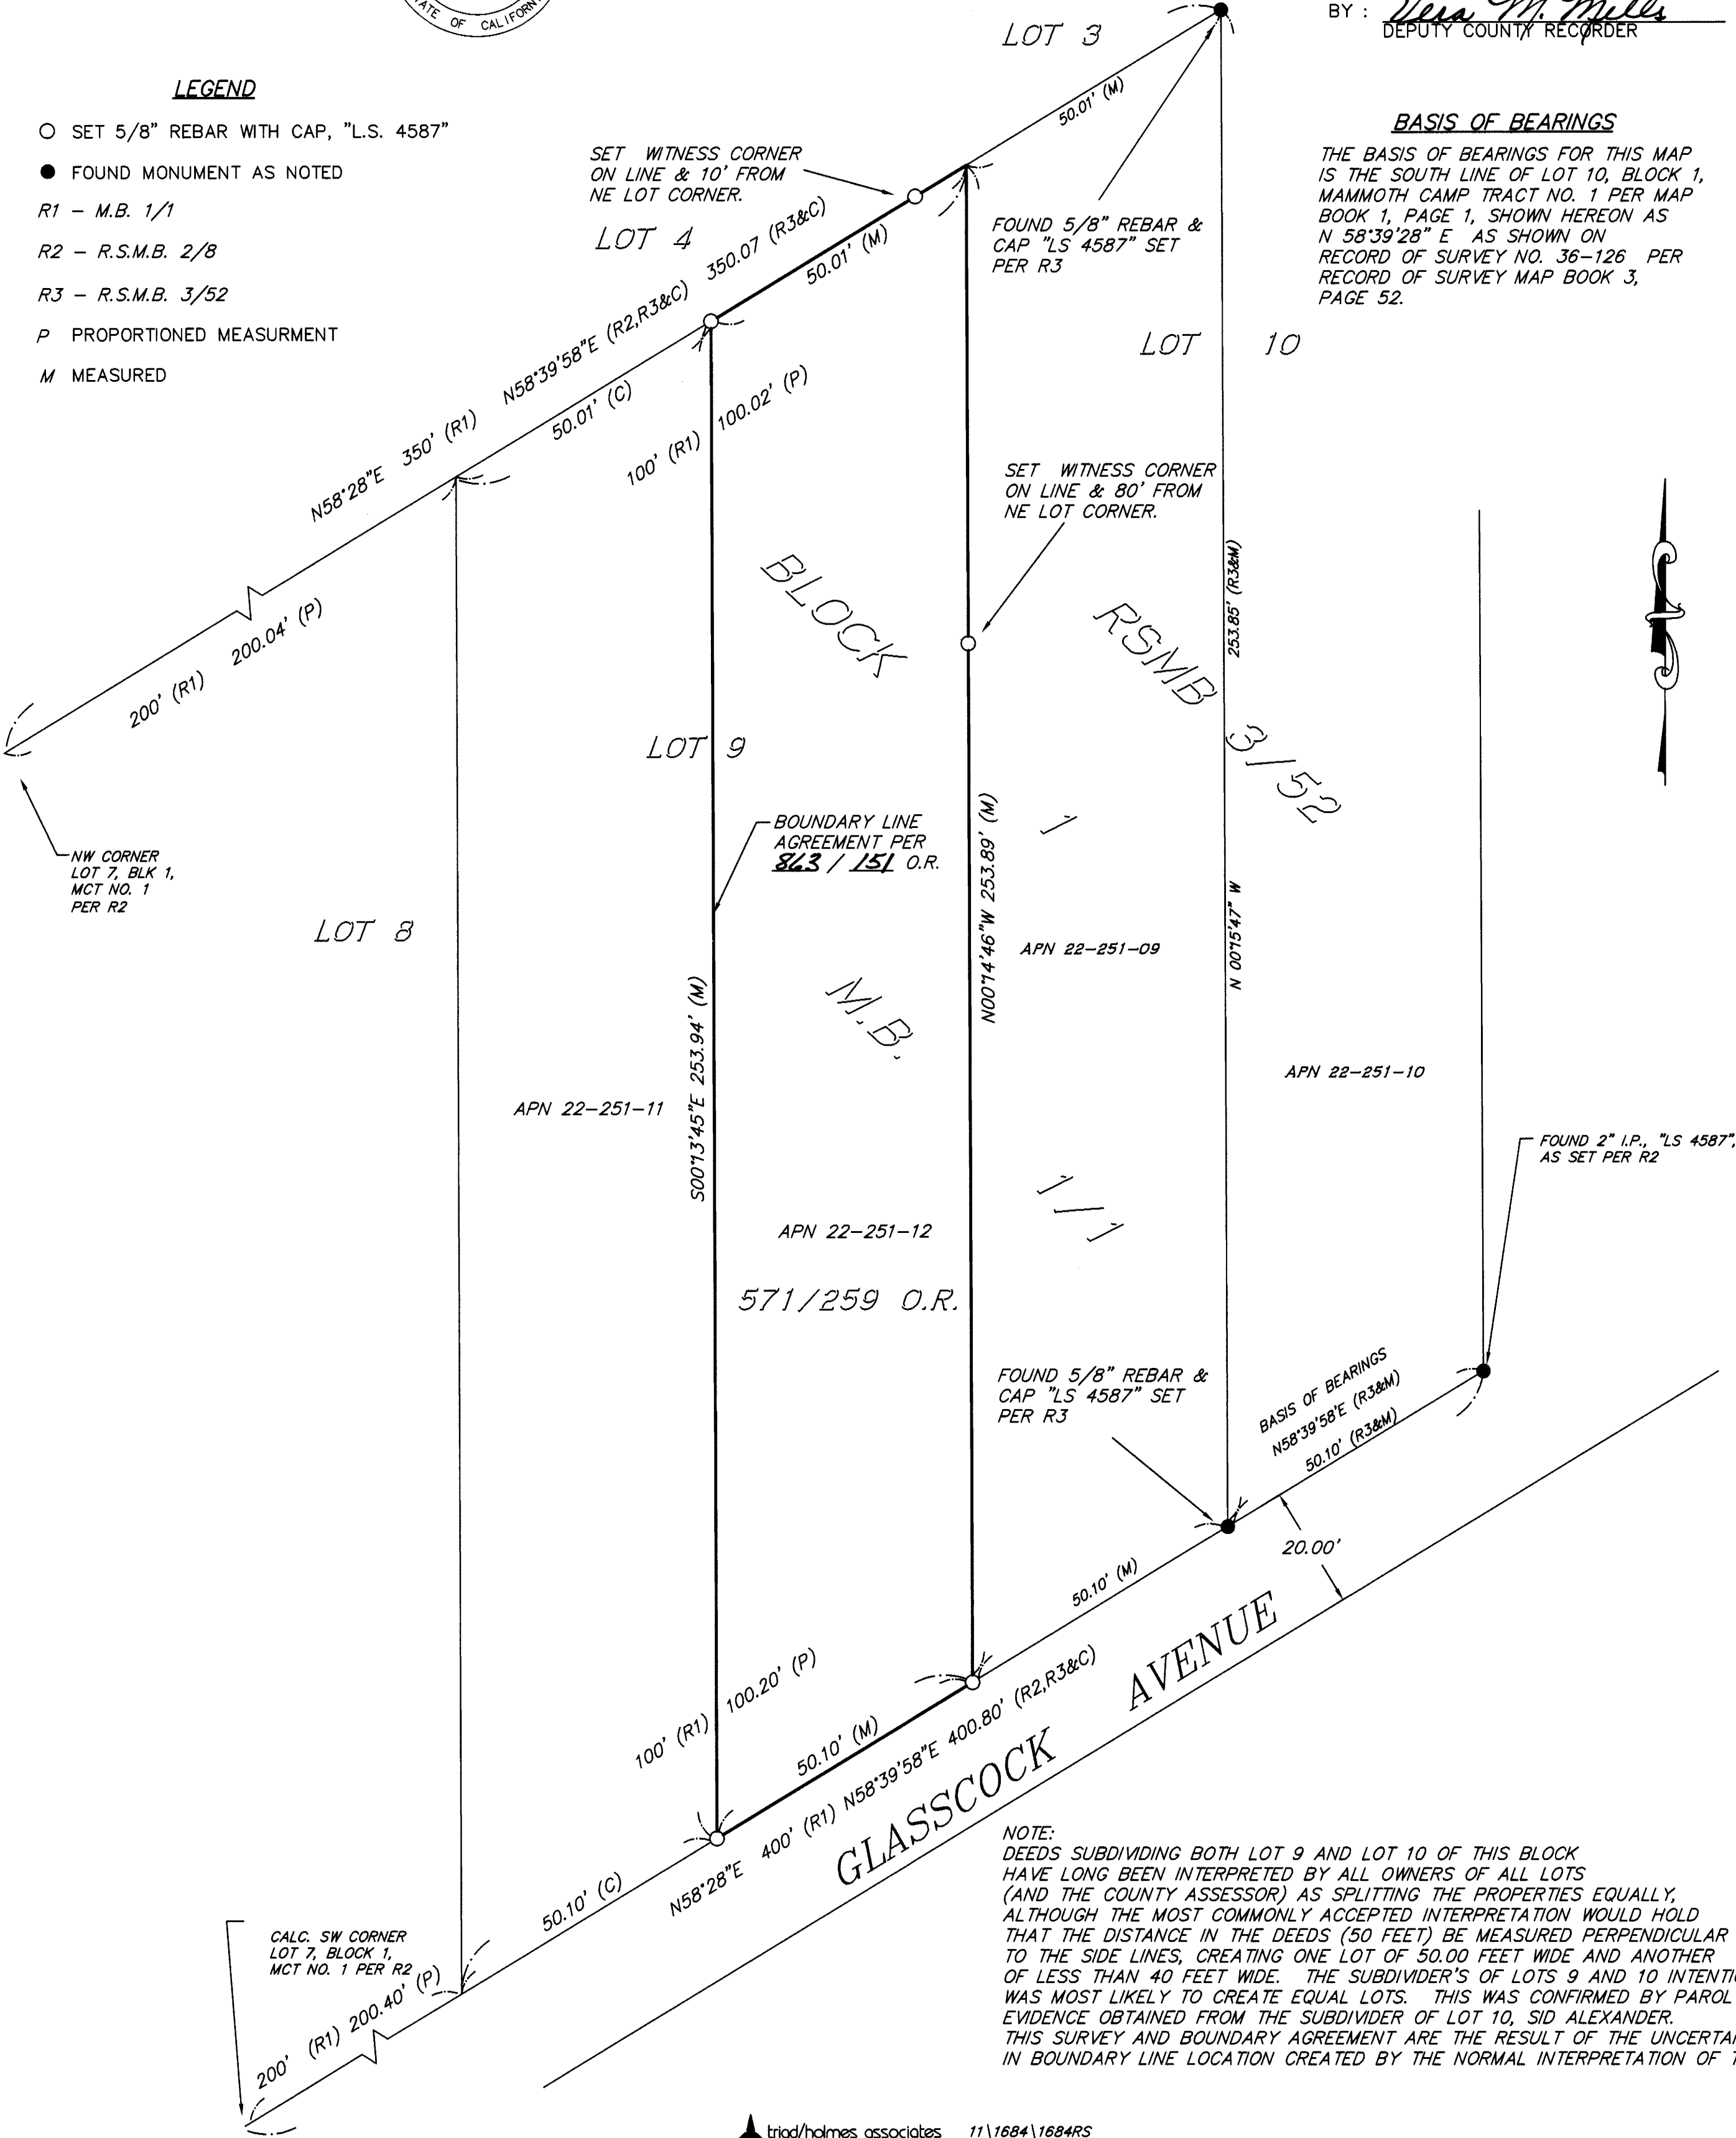 STATE OF CALIFORNIA
BY : Vera M. Mills
DEPUTY COUNTY RECORDER
LEGEND
SET 5/8" REBAR WITH CAP, "L.S. 4587"
FOUND MONUMENT AS NOTED
R1 - M.B. 1/1
R2 - R.S.M.B. 2/8
R3 - R.S.M.B. 3/52
P PROPORTIONED MEASURMENT
M MEASURED
BASIS OF BEARINGS
THE BASIS OF BEARINGS FOR THIS MAP
IS THE SOUTH LINE OF LOT 10, BLOCK 1,
MAMMOTH CAMP TRACT NO. 1 PER MAP
BOOK 1, PAGE 1, SHOWN HEREON AS
N 58°39'28" E AS SHOWN ON
RECORD OF SURVEY NO. 36-126 PER
RECORD OF SURVEY MAP BOOK 3,
PAGE 52.
LOT 3
50.01' (M)
SET WITNESS CORNER
ON LINE & 10' FROM
NE LOT CORNER.
LOT 4
FOUND 5/8" REBAR &
CAP "LS 4587" SET
PER R3
N58°28"E 350' (R1) N58°39'58"E (R2,R3&C) 350.07 (R3&C)
50.01' (M)
50.01' (C)
100' (R1) 100.02' (P)
LOT 10
SET WITNESS CORNER
ON LINE & 80' FROM
NE LOT CORNER.
200' (R1) 200.04' (P)
BLOCK
1
RSMB 3/52
253.85' (R3&M)
N 00°15'47" W
LOT 9
BOUNDARY LINE
AGREEMENT PER
863 / 151 O.R.
NW CORNER
LOT 7, BLK 1,
MCT NO. 1
PER R2
LOT 8
N00°14'46"W 253.89' (M)
APN 22-251-09
M.B.
1/1
S00°13'45"E 253.94' (M)
APN 22-251-10
APN 22-251-11
FOUND 2" I.P., "LS 4587",
AS SET PER R2
APN 22-251-12
571/259 O.R.
FOUND 5/8" REBAR &
CAP "LS 4587" SET
PER R3
BASIS OF BEARINGS
N58°39'58'E (R3&M)
50.10' (R3&M)
20.00'
50.10' (M)
100' (R1) 100.20' (P)
50.10' (M)
N58°28"E 400' (R1) N58°39'58"E 400.80' (R2,R3&C)
GLASSCOCK AVENUE
50.10' (C)
CALC. SW CORNER
LOT 7, BLOCK 1,
MCT NO. 1 PER R2
200' (R1) 200.40' (P)
NOTE:
DEEDS SUBDIVIDING BOTH LOT 9 AND LOT 10 OF THIS BLOCK
HAVE LONG BEEN INTERPRETED BY ALL OWNERS OF ALL LOTS
(AND THE COUNTY ASSESSOR) AS SPLITTING THE PROPERTIES EQUALLY,
ALTHOUGH THE MOST COMMONLY ACCEPTED INTERPRETATION WOULD HOLD
THAT THE DISTANCE IN THE DEEDS (50 FEET) BE MEASURED PERPENDICULAR
TO THE SIDE LINES, CREATING ONE LOT OF 50.00 FEET WIDE AND ANOTHER
OF LESS THAN 40 FEET WIDE. THE SUBDIVIDER'S OF LOTS 9 AND 10
WAS MOST LIKELY TO CREATE EQUAL LOTS. THIS WAS CONFIRMED BY PAROL
EVIDENCE OBTAINED FROM THE SUBDIVIDER OF LOT 10, SID ALEXANDER.
THIS SURVEY AND BOUNDARY AGREEMENT ARE THE RESULT OF THE
IN BOUNDARY LINE LOCATION CREATED BY THE NORMAL INTERPRETATION OF
triad/holmes associates 11\1684\1684RS